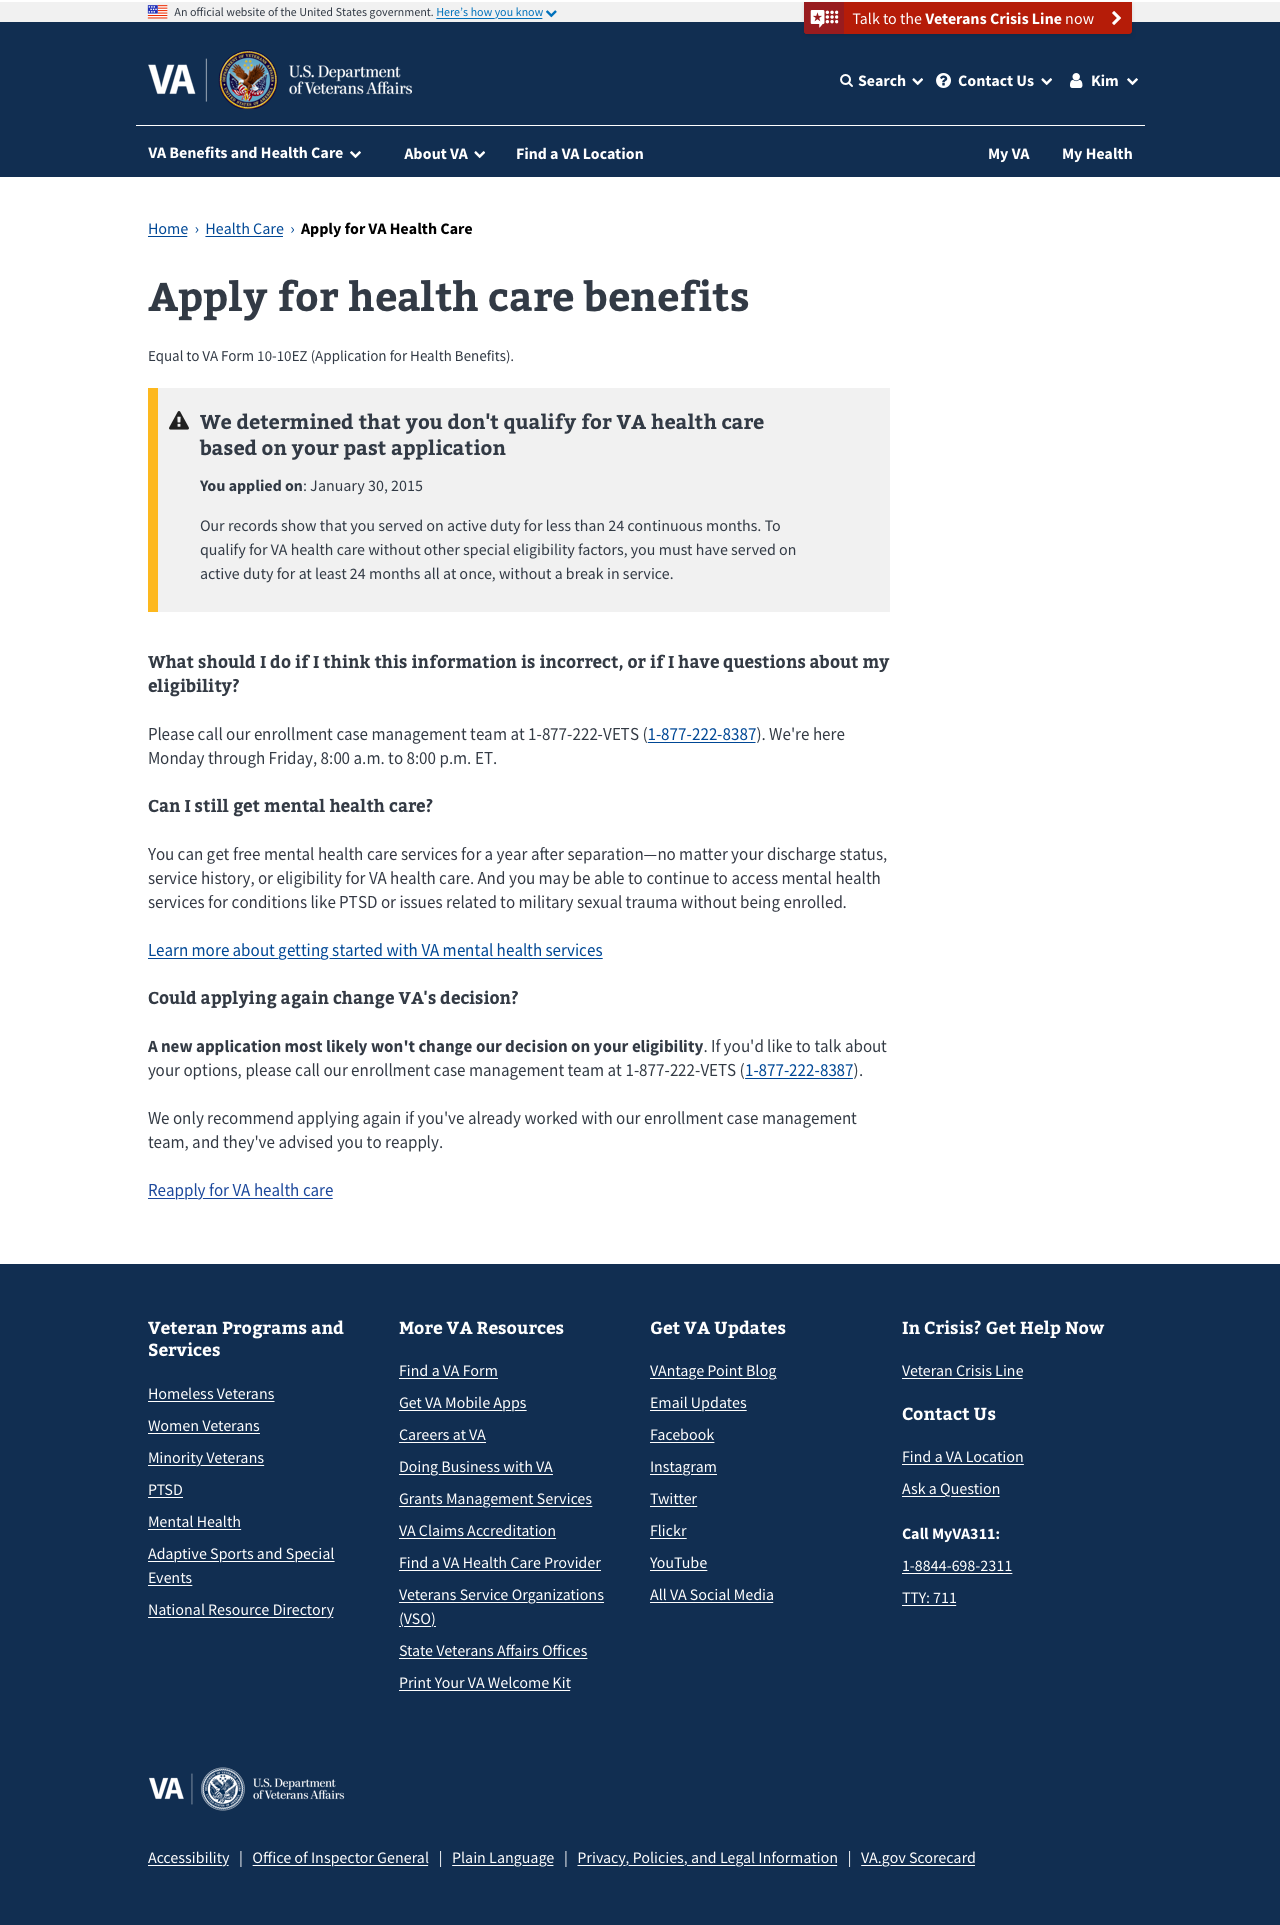 An official website of the United States government. Here's how you know
Talk to the Veterans Crisis Line now
VA
U.S. Department
of Veterans Affairs
Search
Contact Us
Kim
VA Benefits and Health Care
About VA
Find a VA Location
My VA
My Health
Home › Health Care › Apply for VA Health Care
Apply for health care benefits
Equal to VA Form 10-10EZ (Application for Health Benefits).
We determined that you don't qualify for VA health care
based on your past application
You applied on: January 30, 2015
Our records show that you served on active duty for less than 24 continuous months. To
qualify for VA health care without other special eligibility factors, you must have served on
active duty for at least 24 months all at once, without a break in service.
What should I do if I think this information is incorrect, or if I have questions about my
eligibility?
Please call our enrollment case management team at 1-877-222-VETS (1-877-222-8387). We're here
Monday through Friday, 8:00 a.m. to 8:00 p.m. ET.
Can I still get mental health care?
You can get free mental health care services for a year after separation—no matter your discharge status,
service history, or eligibility for VA health care. And you may be able to continue to access mental health
services for conditions like PTSD or issues related to military sexual trauma without being enrolled.
Learn more about getting started with VA mental health services
Could applying again change VA's decision?
A new application most likely won't change our decision on your eligibility. If you'd like to talk about
your options, please call our enrollment case management team at 1-877-222-VETS (1-877-222-8387).
We only recommend applying again if you've already worked with our enrollment case management
team, and they've advised you to reapply.
Reapply for VA health care
Veteran Programs and
Services
Homeless Veterans
Women Veterans
Minority Veterans
PTSD
Mental Health
Adaptive Sports and Special
Events
National Resource Directory
More VA Resources
Find a VA Form
Get VA Mobile Apps
Careers at VA
Doing Business with VA
Grants Management Services
VA Claims Accreditation
Find a VA Health Care Provider
Veterans Service Organizations
(VSO)
State Veterans Affairs Offices
Print Your VA Welcome Kit
Get VA Updates
VAntage Point Blog
Email Updates
Facebook
Instagram
Twitter
Flickr
YouTube
All VA Social Media
In Crisis? Get Help Now
Veteran Crisis Line
Contact Us
Find a VA Location
Ask a Question
Call MyVA311:
1-8844-698-2311
TTY: 711
VA
U.S. Department
of Veterans Affairs
Accessibility | Office of Inspector General | Plain Language | Privacy, Policies, and Legal Information | VA.gov Scorecard